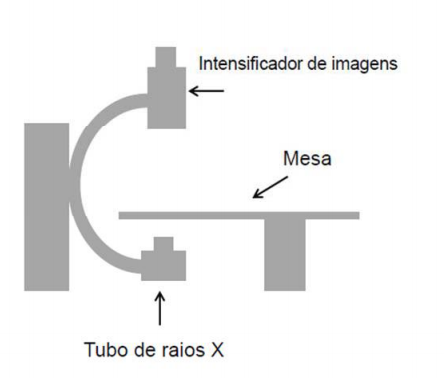 Intensificador de imagens
Mesa
Tubo de raios X